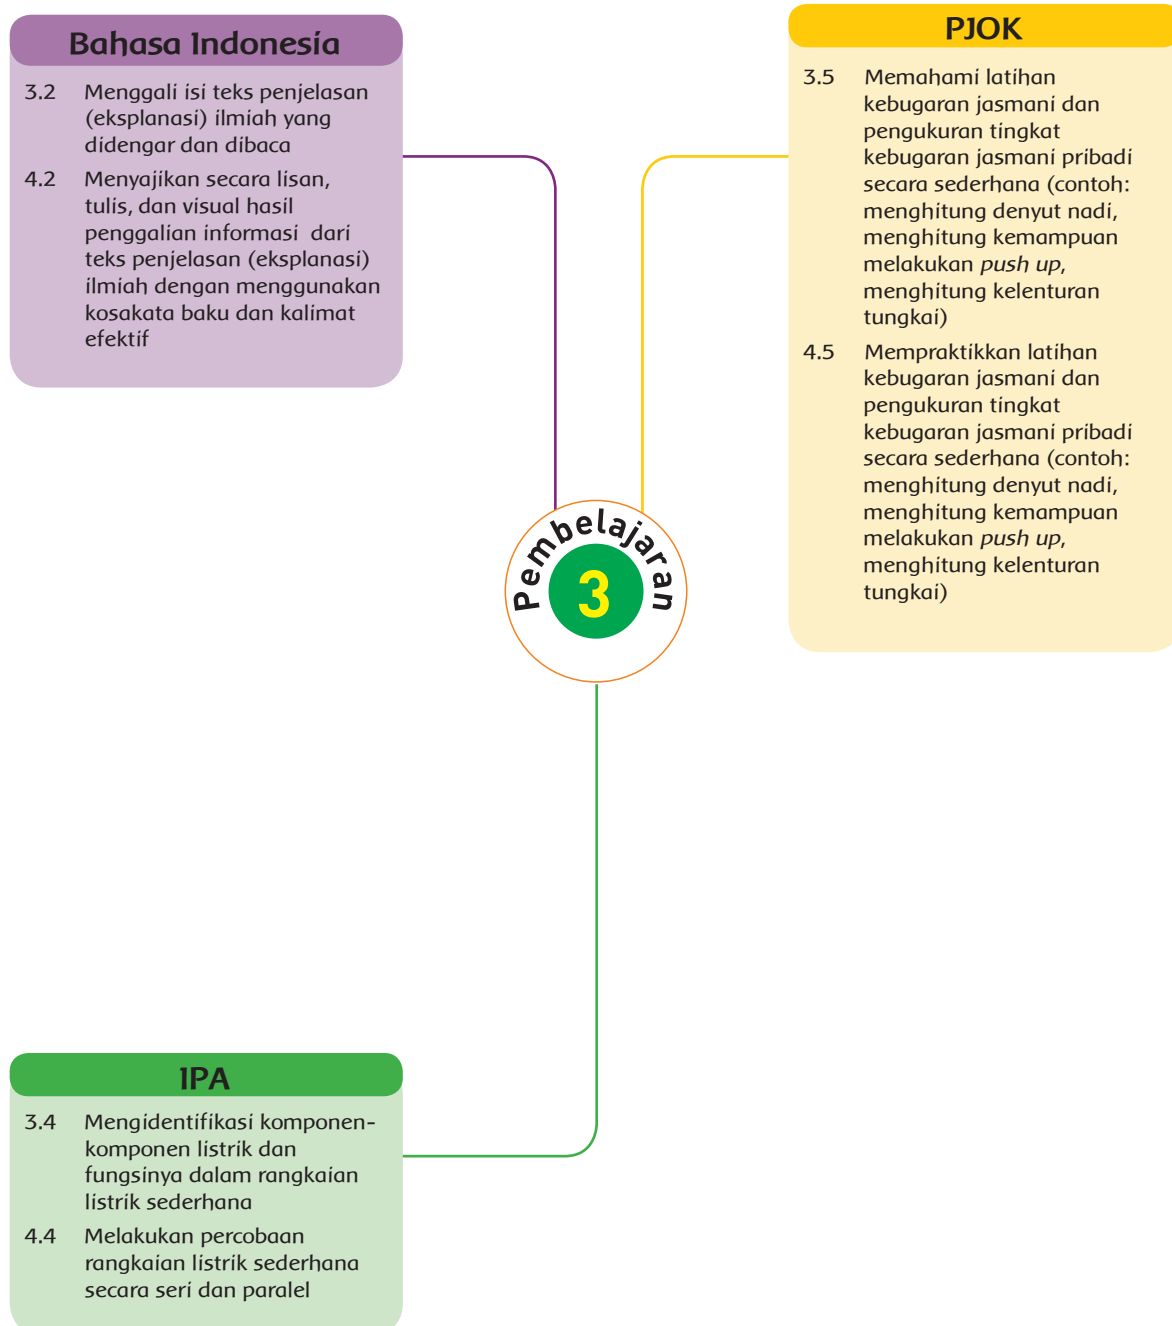 Bahasa Indonesia
3.2 Menggali isi teks penjelasan
(eksplanasi) ilmiah yang
didengar dan dibaca
4.2 Menyajikan secara lisan,
tulis, dan visual hasil
penggalian informasi dari
teks penjelasan (eksplanasi)
ilmiah dengan menggunakan
kosakata baku dan kalimat
efektif
PJOK
3.5 Memahami latihan
kebugaran jasmani dan
pengukuran tingkat
kebugaran jasmani pribadi
secara sederhana (contoh:
menghitung denyut nadi,
menghitung kemampuan
melakukan push up,
menghitung kelenturan
tungkai)
4.5 Mempraktikkan latihan
kebugaran jasmani dan
pengukuran tingkat
kebugaran jasmani pribadi
secara sederhana (contoh:
menghitung denyut nadi,
menghitung kemampuan
melakukan push up,
menghitung kelenturan
tungkai)
Pembelajaran
3
IPA
3.4 Mengidentifikasi komponen-
komponen listrik dan
fungsinya dalam rangkaian
listrik sederhana
4.4 Melakukan percobaan
rangkaian listrik sederhana
secara seri dan paralel